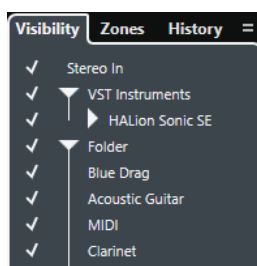 Visibility Zones History
Stereo In
VST Instruments
HALion Sonic SE
Folder
Blue Drag
Acoustic Guitar
MIDI
Clarinet